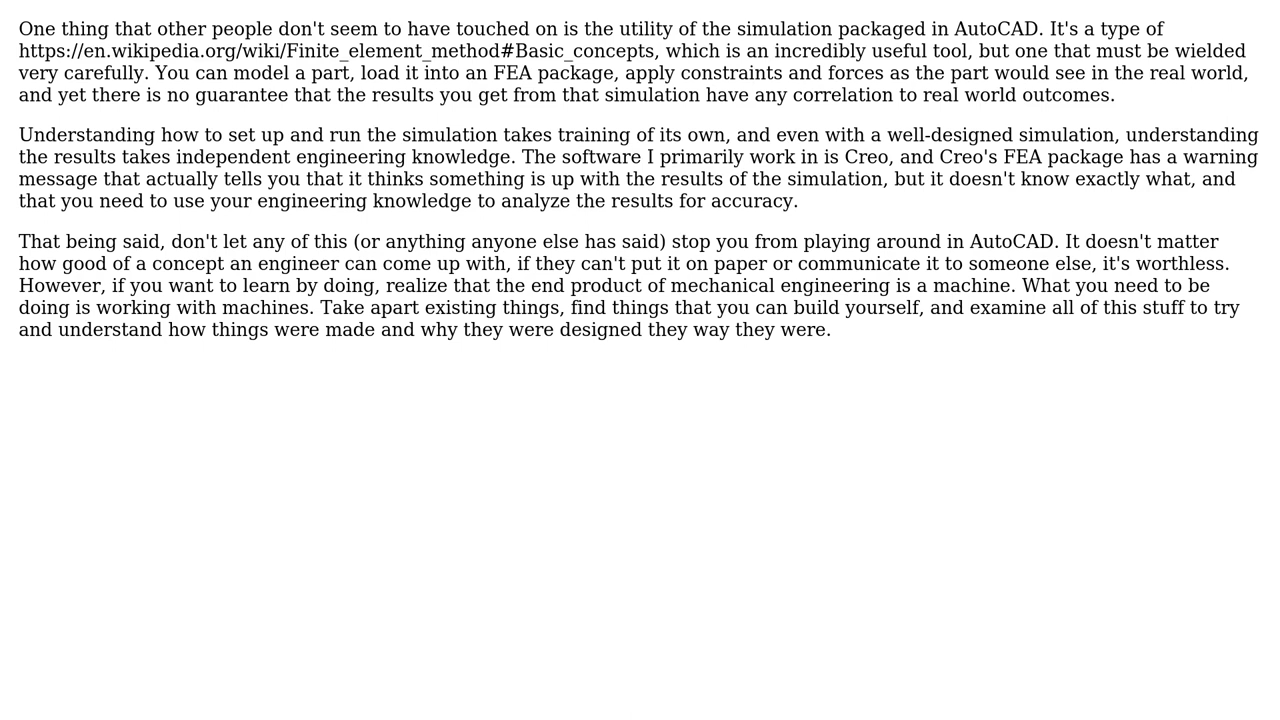 One thing that other people don't seem to have touched on is the utility of the simulation packaged in AutoCAD. It's a type of
https://en.wikipedia.org/wiki/Finite_element_method#Basic_concepts, which is an incredibly useful tool, but one that must be wielded
very carefully. You can model a part, load it into an FEA package, apply constraints and forces as the part would see in the real world,
and yet there is no guarantee that the results you get from that simulation have any correlation to real world outcomes.
Understanding how to set up and run the simulation takes training of its own, and even with a well-designed simulation, understanding
the results takes independent engineering knowledge. The software I primarily work in is Creo, and Creo's FEA package has a warning
message that actually tells you that it thinks something is up with the results of the simulation, but it doesn't know exactly what, and
that you need to use your engineering knowledge to analyze the results for accuracy.
That being said, don't let any of this (or anything anyone else has said) stop you from playing around in AutoCAD. It doesn't matter
how good of a concept an engineer can come up with, if they can't put it on paper or communicate it to someone else, it's worthless.
However, if you want to learn by doing, realize that the end product of mechanical engineering is a machine. What you need to be
doing is working with machines. Take apart existing things, find things that you can build yourself, and examine all of this stuff to try
and understand how things were made and why they were designed they way they were.